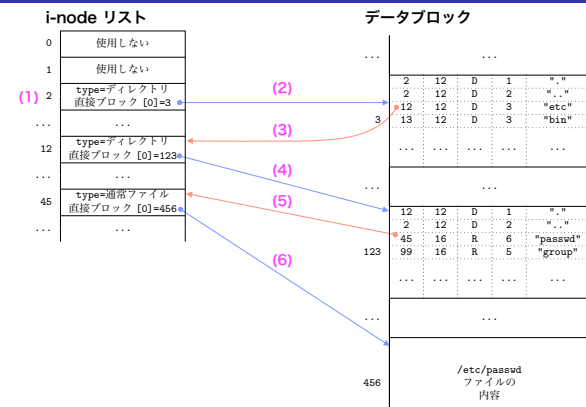 i-node リスト
0 使用しない
1 使用しない
(1) 2 type=ディレクトリ
直接ブロック [0]=3
...  ...
12 type=ディレクトリ
直接ブロック [0]=123
...  ...
45 type=通常ファイル
直接ブロック [0]=456
...  ...
(2)
(3)
(4)
(5)
(6)
データブロック
...  ...
3
2 12 D 1 "."
2 12 D 2 ".."
12 12 D 3 "etc"
13 12 D 3 "bin"
... ... ... ... ...
...  ...
123
12 12 D 1 "."
2 12 D 2 ".."
45 16 R 6 "passwd"
99 16 R 5 "group"
... ... ... ... ...
...  ...
456
/etc/passwd
ファイルの
内容